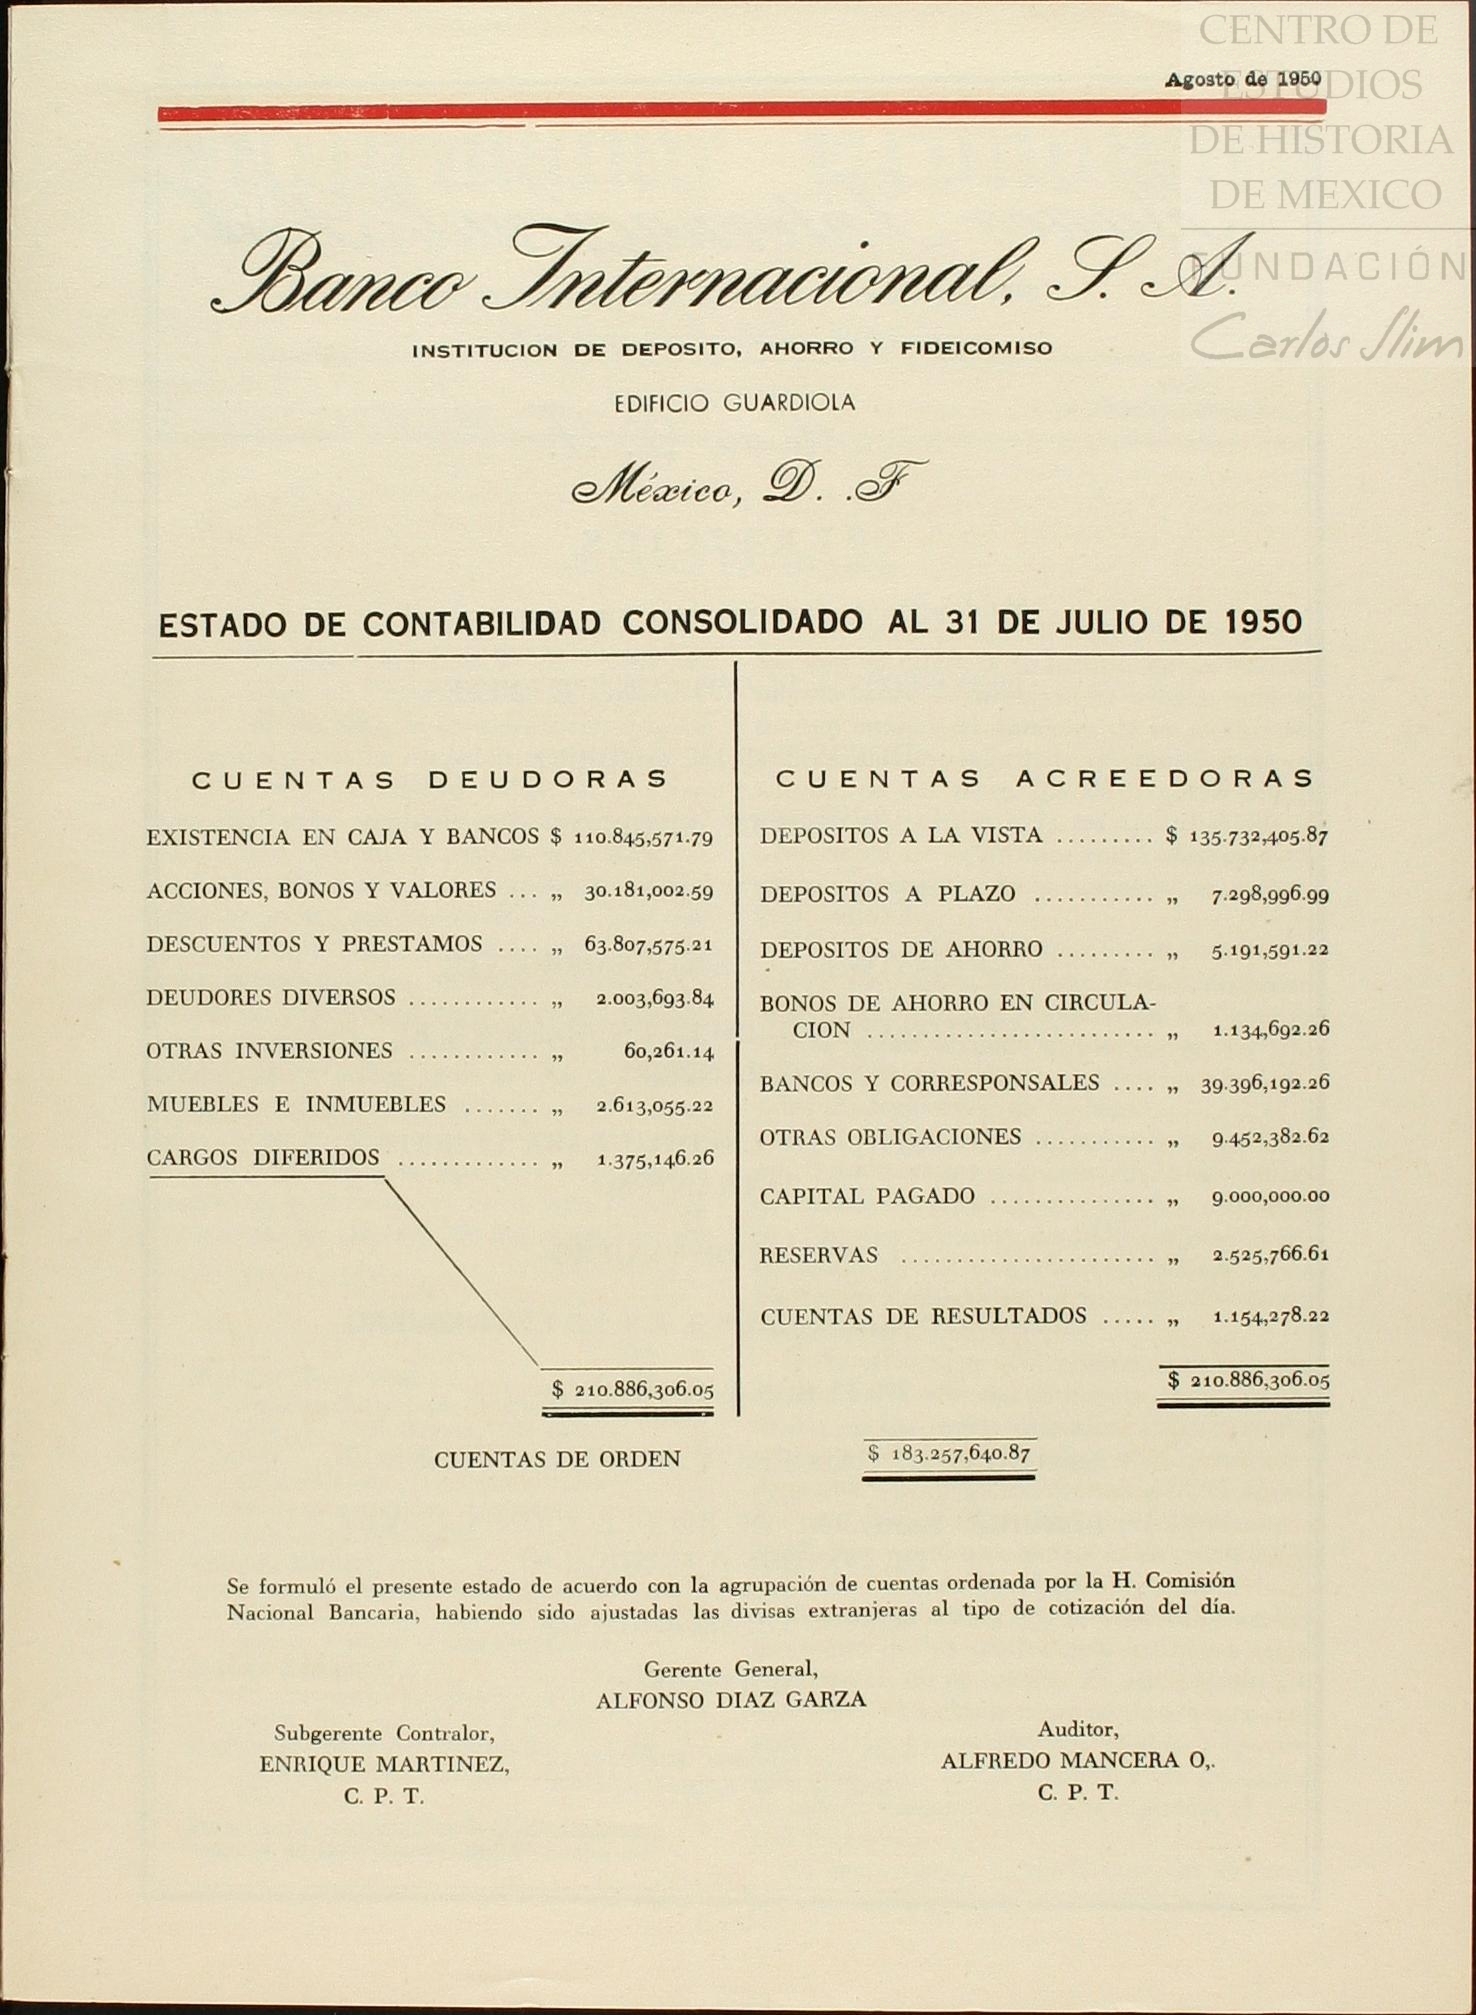 CENTRO DE
ESTUDIOS
DE HISTORIA
DE MEXICO
FUNDACIÓN
Carlos Slim
Agosto de 1950
Banco Internacional, S. A.
INSTITUCION DE DEPOSITO, AHORRO Y FIDEICOMISO
EDIFICIO GUARDIOLA
México, D. .F
ESTADO DE CONTABILIDAD CONSOLIDADO AL 31 DE JULIO DE 1950
CUENTAS DEUDORAS
EXISTENCIA EN CAJA Y BANCOS $ 110.845,571.79
ACCIONES, BONOS Y VALORES ... „ 30.181,002.59
DESCUENTOS Y PRESTAMOS .... „ 63.807,575.21
DEUDORES DIVERSOS ............ „ 2.003,693.84
OTRAS INVERSIONES ............ „ 60,261.14
MUEBLES E INMUEBLES ....... „ 2.613,055.22
CARGOS DIFERIDOS ............. „ 1.375,146.26
$ 210.886,306.05
CUENTAS ACREEDORAS
DEPOSITOS A LA VISTA ......... $ 135.732,405.87
DEPOSITOS A PLAZO ........... „ 7.298,996.99
DEPOSITOS DE AHORRO ......... „ 5.191,591.22
BONOS DE AHORRO EN CIRCULA-
CION .......................... „ 1.134,692.26
BANCOS Y CORRESPONSALES .... „ 39.396,192.26
OTRAS OBLIGACIONES ........... „ 9.452,382.62
CAPITAL PAGADO ............... „ 9.000,000.00
RESERVAS ....................... „ 2.525,766.61
CUENTAS DE RESULTADOS ..... „ 1.154,278.22
$ 210.886,306.05
CUENTAS DE ORDEN $ 183.257,640.87
Se formuló el presente estado de acuerdo con la agrupación de cuentas ordenada por la H. Comisión
Nacional Bancaria, habiendo sido ajustadas las divisas extranjeras al tipo de cotización del día.
Gerente General,
ALFONSO DIAZ GARZA
Subgerente Contralor,
ENRIQUE MARTINEZ,
C. P. T.
Auditor,
ALFREDO MANCERA O,.
C. P. T.